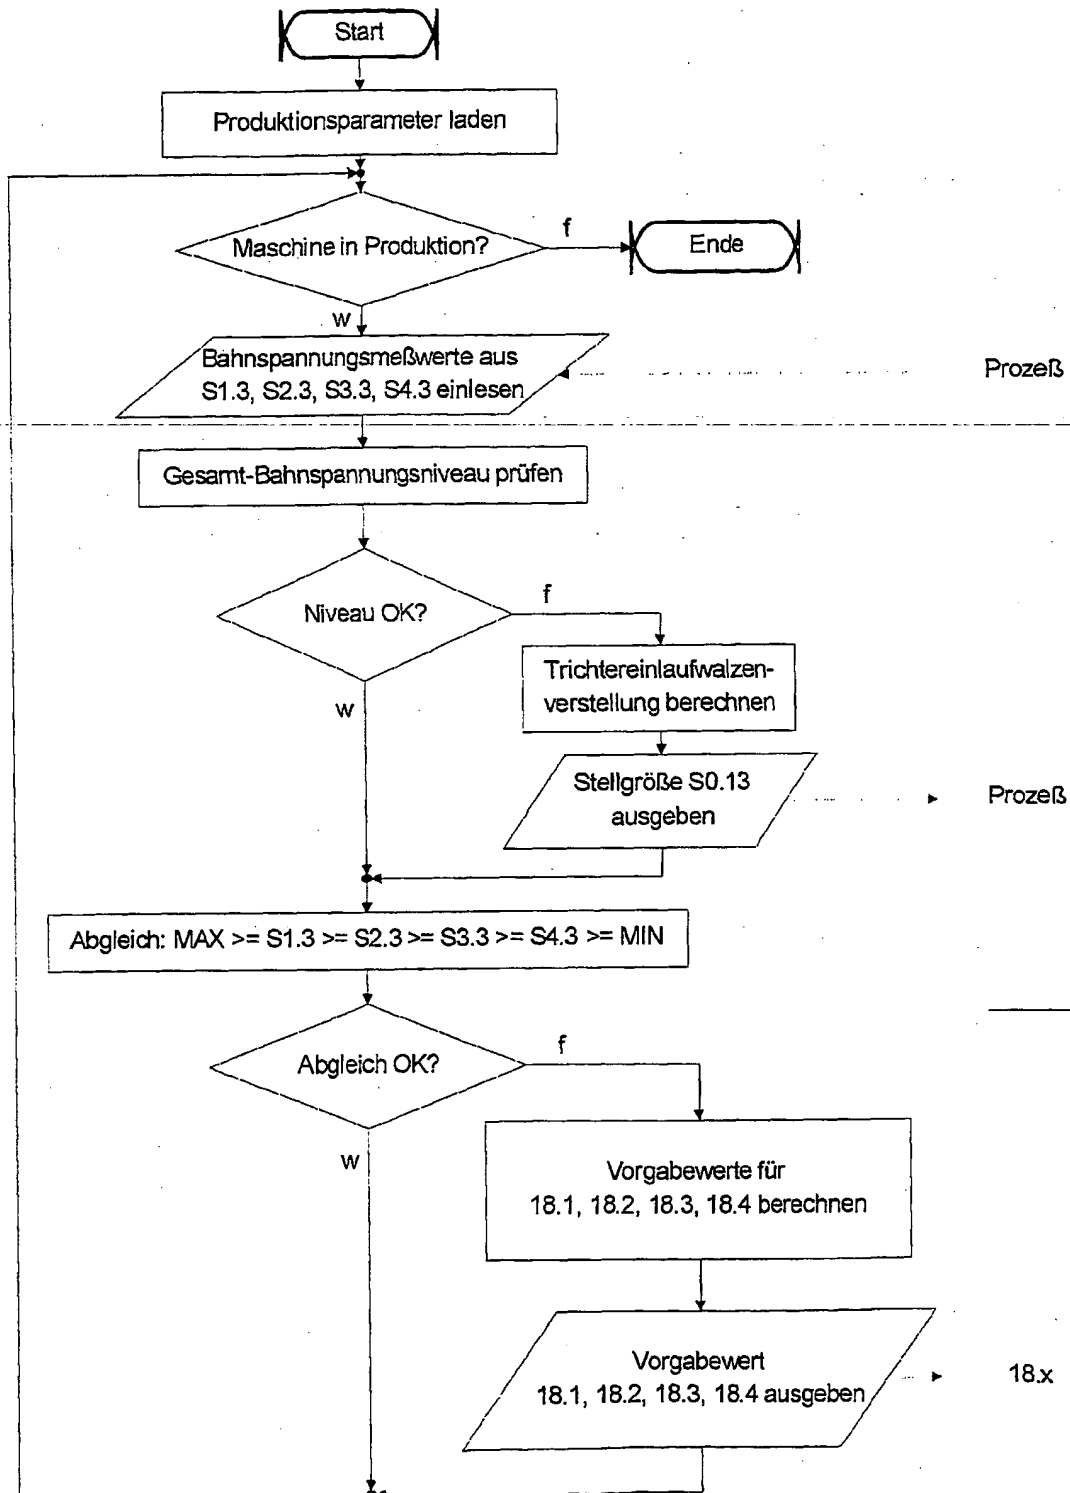 Start
Produktionsparameter laden
Maschine in Produktion?
f
Ende
w
Bahnspannungsmeßwerte aus
S1.3, S2.3, S3.3, S4.3 einlesen
Prozeß
Gesamt-Bahnspannungsniveau prüfen
Niveau OK?
f
Trichtereinlaufwalzen-
verstellung berechnen
w
Stellgröße S0.13
ausgeben
Prozeß
Abgleich: MAX >= S1.3 >= S2.3 >= S3.3 >= S4.3 >= MIN
Abgleich OK?
f
w
Vorgabewerte für
18.1, 18.2, 18.3, 18.4 berechnen
Vorgabewert
18.1, 18.2, 18.3, 18.4 ausgeben
18.x